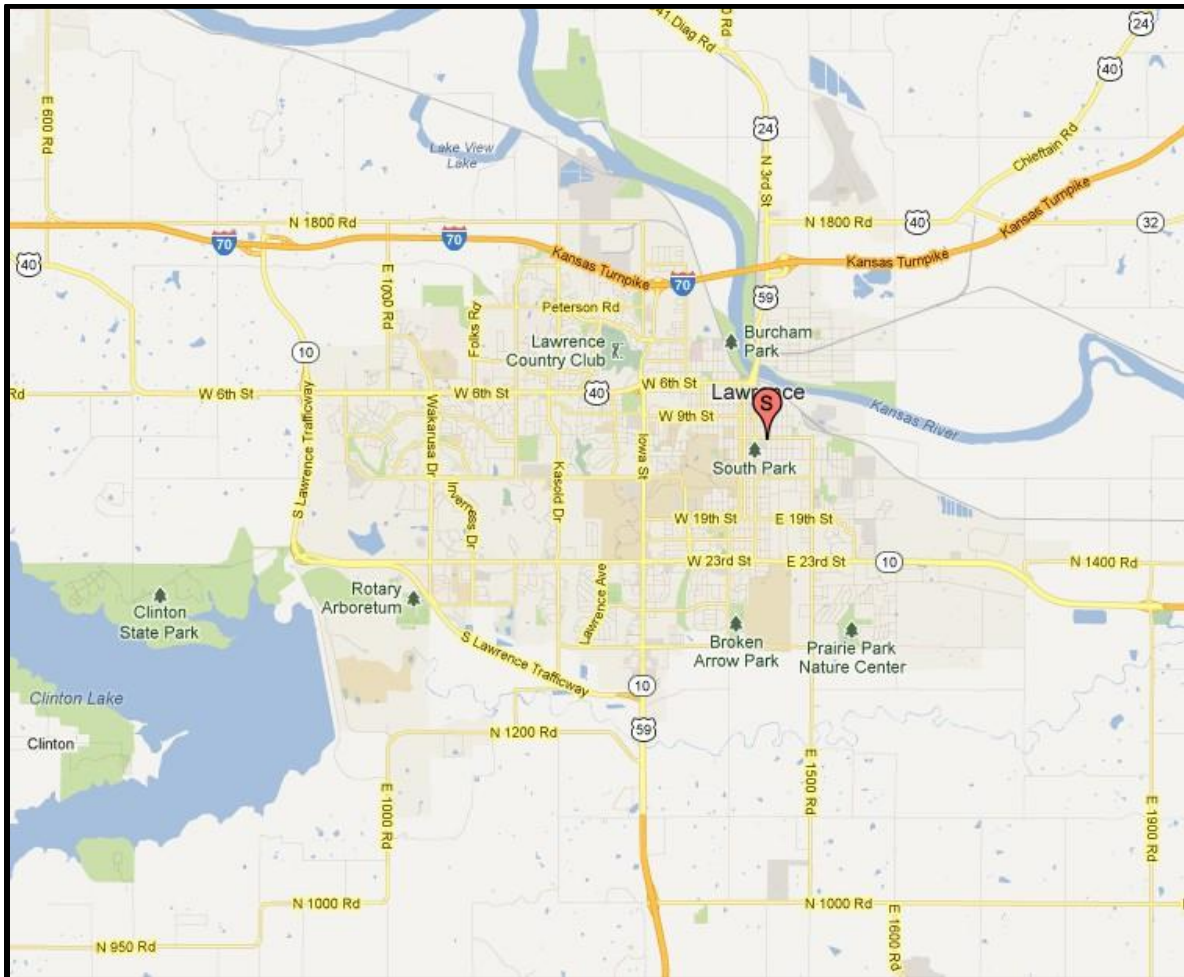 24
41 Diag Rd
40
E 600 Rd
24
N 3rd St
Lake View
Lake
Chieftain Rd
N 1800 Rd
N 1800 Rd
40
32
70
70
Kansas Turnpike
Kansas Turnpike
Kansas Turnpike
40
70
E 1000 Rd
59
Peterson Rd
Folks Rd
Burcham
Park
Lawrence
Country Club
10
W 6th St
W 6th St
40
W 6th St
Lawrence
S
W 9th St
Kansas River
Rd
S Lawrence Trafficway
Wakarusa Dr
Iowa St
South Park
Kasold Dr
Inverness Dr
W 19th St
E 19th St
W 23rd St
E 23rd St
10
N 1400 Rd
Clinton
State Park
Rotary
Arboretum
Lawrence Ave
Broken
Arrow Park
Prairie Park
Nature Center
S Lawrence Trafficway
10
Clinton Lake
59
Clinton
N 1200 Rd
E 1000 Rd
E 1500 Rd
E 1900 Rd
N 1000 Rd
N 1000 Rd
E 1600 Rd
N 950 Rd